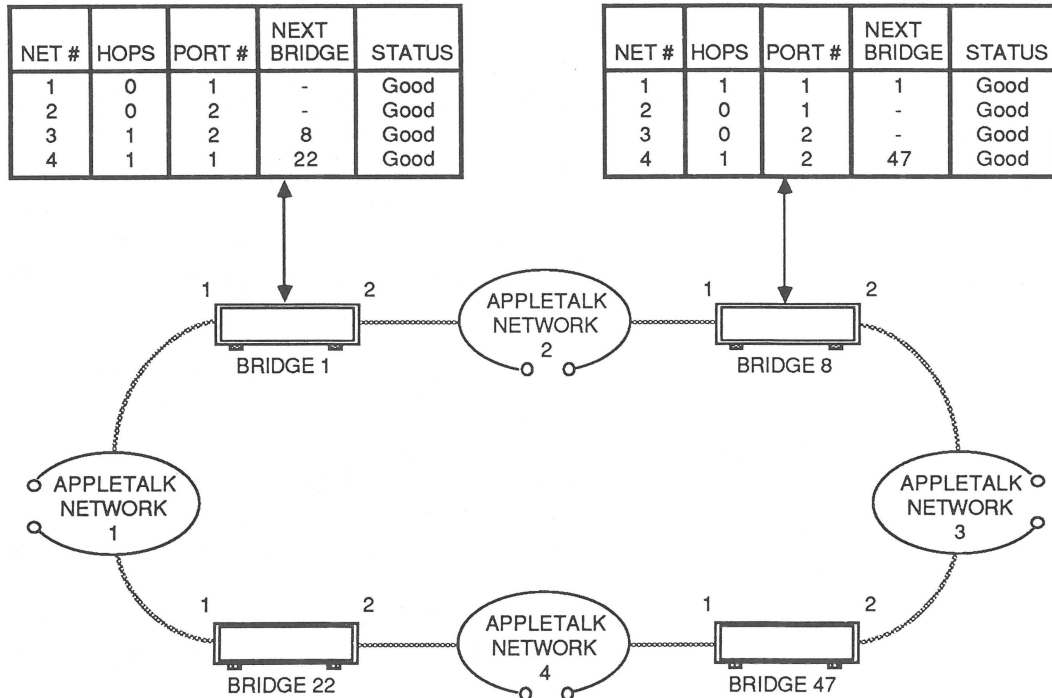 NET # HOPS PORT # NEXT BRIDGE STATUS
1 0 1 - Good
2 0 2 - Good
3 1 2 8 Good
4 1 1 22 Good
NET # HOPS PORT # NEXT BRIDGE STATUS
1 1 1 1 Good
2 0 1 - Good
3 0 2 - Good
4 1 2 47 Good
1 2
BRIDGE 1
APPLETALK
NETWORK
2
1 2
BRIDGE 8
APPLETALK
NETWORK
1
APPLETALK
NETWORK
3
1 2
BRIDGE 22
APPLETALK
NETWORK
4
1 2
BRIDGE 47